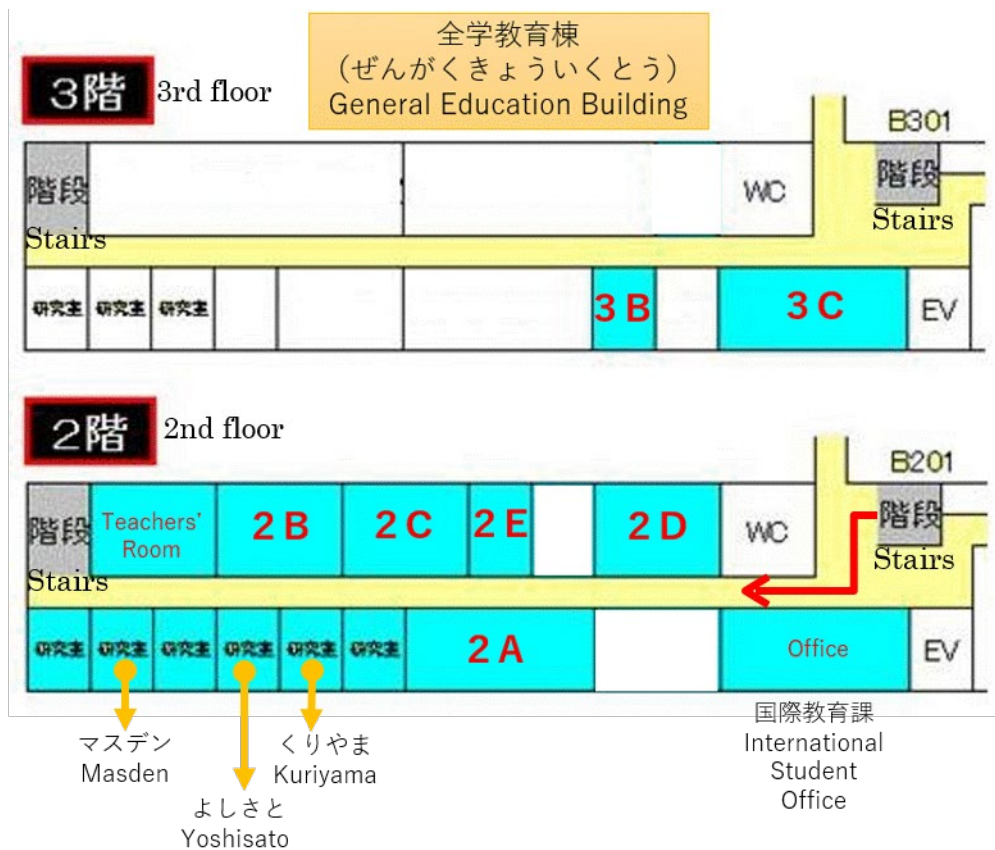 全学教育棟
（ぜんがくきょういくとう）
General Education Building
3階 3rd floor
B301
階段
WC
階段
Stairs
Stairs
研究室 研究室 研究室
3B
3C
EV
2階 2nd floor
B201
階段
Teachers'
Room
2B
2C
2E
2D
WC
階段
Stairs
Stairs
研究室 研究室 研究室 研究室 研究室 研究室
2A
Office
EV
マスデン
Masden
よしさと
Yoshisato
くりやま
Kuriyama
国際教育課
International
Student
Office